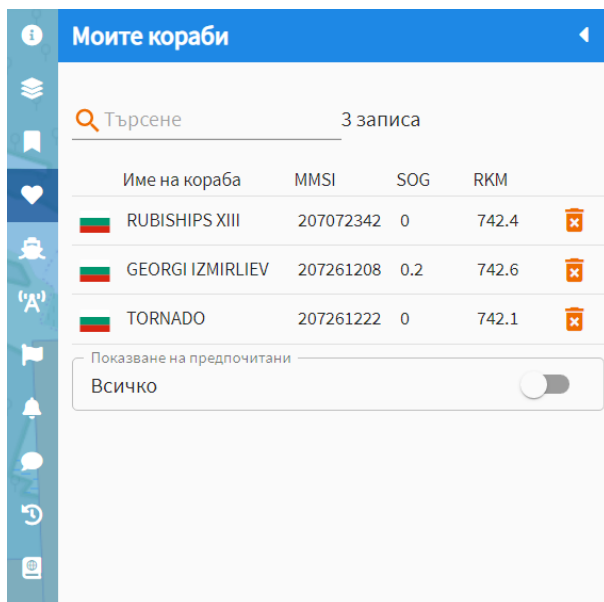 Моите кораби
Търсене 3 записа
Име на кораба MMSI SOG RKM
RUBISHIPS XIII 207072342 0 742.4
GEORGI IZMIRLIEV 207261208 0.2 742.6
TORNADO 207261222 0 742.1
Показване на предпочитани
Всичко